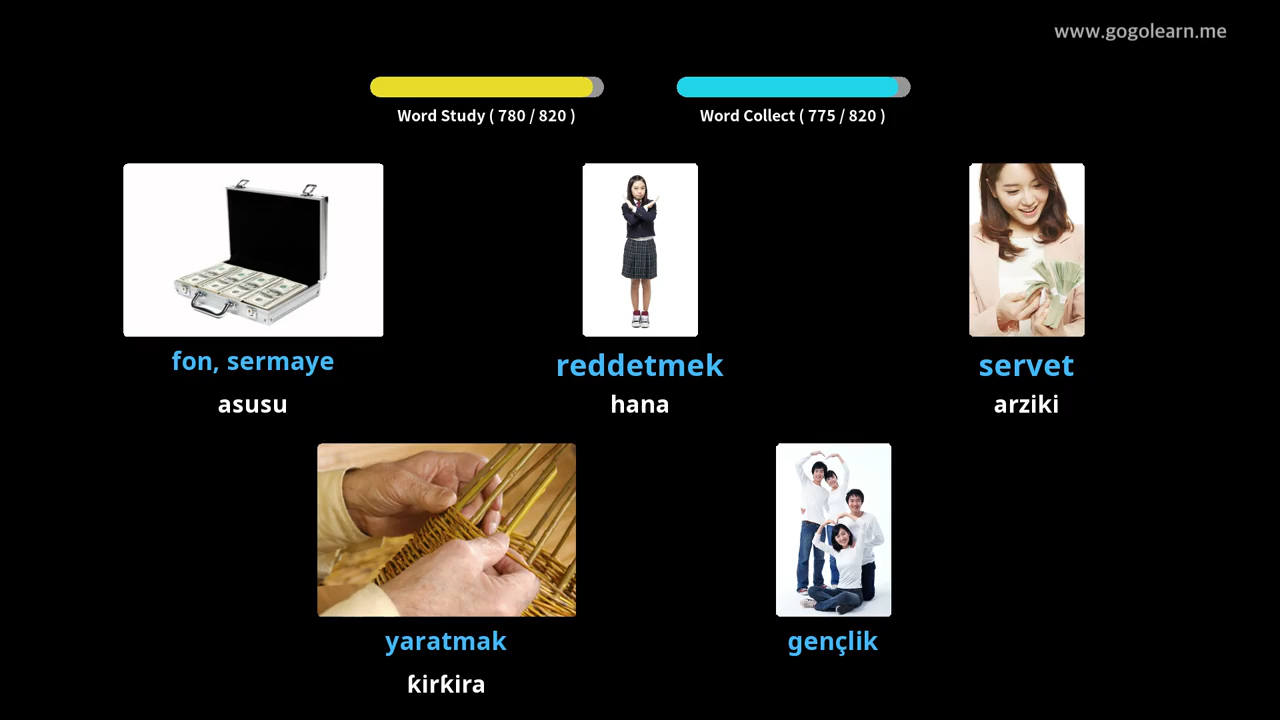 www.gogolearn.me
Word Study ( 780 / 820 )
Word Collect ( 775 / 820 )
fon, sermaye
reddetmek
servet
asusu
hana
arziki
yaratmak
gençlik
ƙirƙira